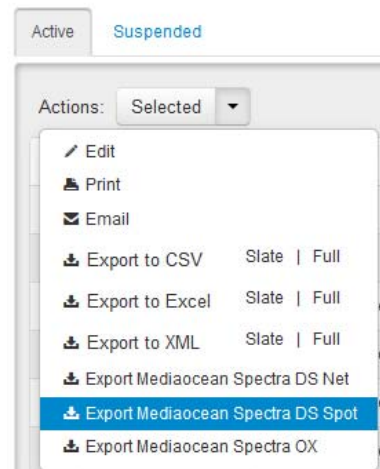 Active Suspended
Actions: Selected
Edit
Print
Email
Export to CSV Slate | Full
Export to Excel Slate | Full
Export to XML Slate | Full
Export Mediaocean Spectra DS Net
Export Mediaocean Spectra DS Spot
Export Mediaocean Spectra OX